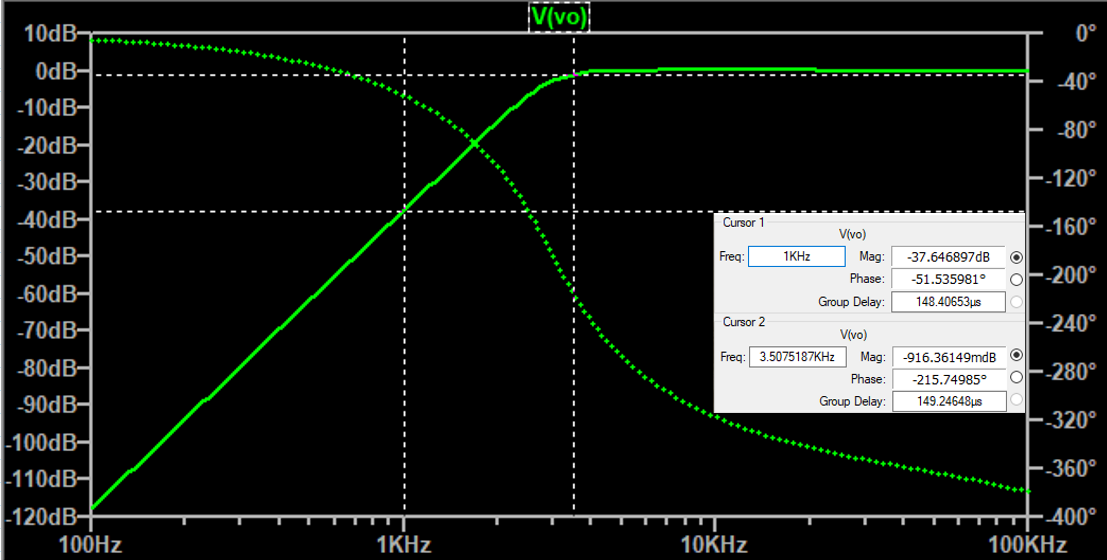 V(vo)
10dB 0°
0dB -40°
-10dB -80°
-20dB -120°
-30dB -160°
-40dB -200°
-50dB -240°
-60dB -280°
-70dB -320°
-80dB -360°
-90dB -400°
-100dB
-110dB
-120dB
100Hz 1KHz 10KHz 100KHz
Cursor 1
V(vo)
Freq: 1KHz Mag: -37.646897dB
Phase: -51.535981°
Group Delay: 148.40653µs
Cursor 2
V(vo)
Freq: 3.5075187KHz Mag: -916.36149mdB
Phase: -215.74985°
Group Delay: 149.24648µs